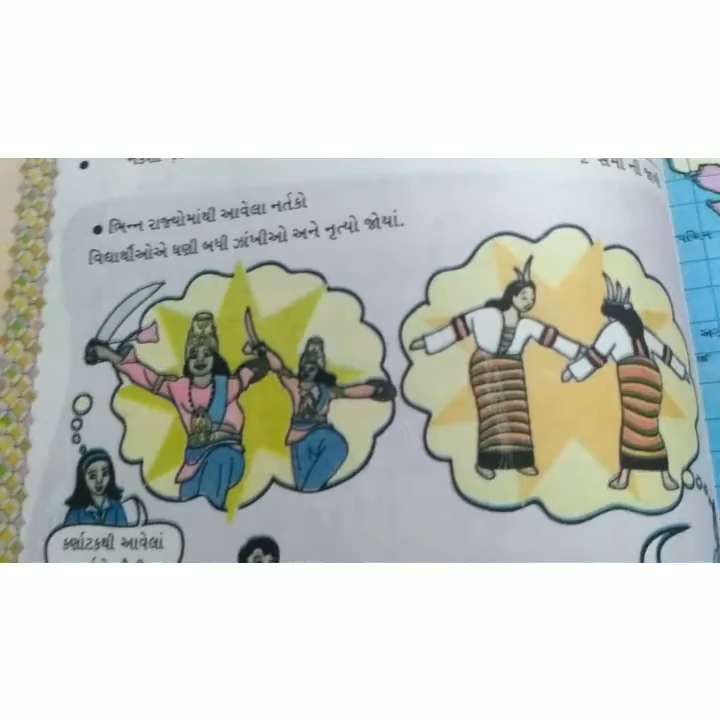 • ભિન્ન રાજ્યોમાંથી આવેલા નર્તકો
વિદ્યાર્થીઓએ ઘણી બધી ઝાંખીઓ અને નૃત્યો જોયાં.
કર્ણાટકથી આવેલાં